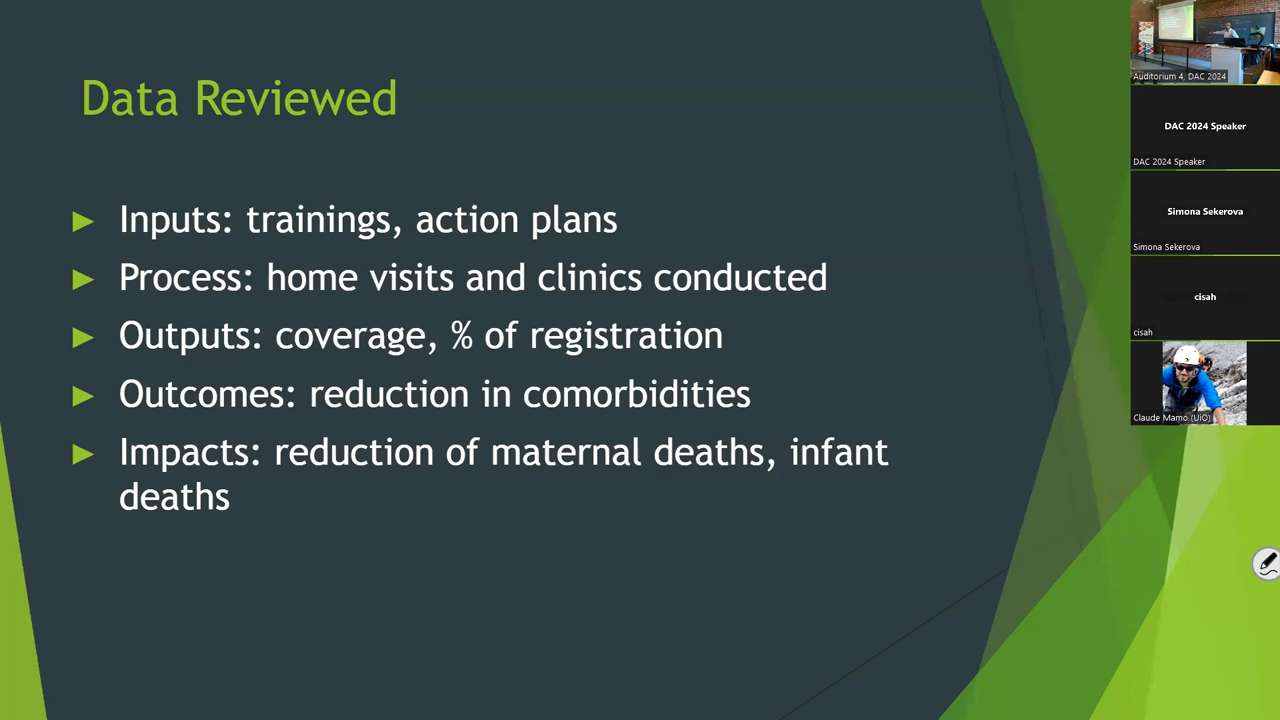 Data Reviewed
Inputs: trainings, action plans
Process: home visits and clinics conducted
Outputs: coverage, % of registration
Outcomes: reduction in comorbidities
Impacts: reduction of maternal deaths, infant
deaths
Auditorium 4, DAC 2024
DAC 2024 Speaker
DAC 2024 Speaker
Simona Sekerova
Simona Sekerova
cisah
cisah
Claude Mamo (UiO)